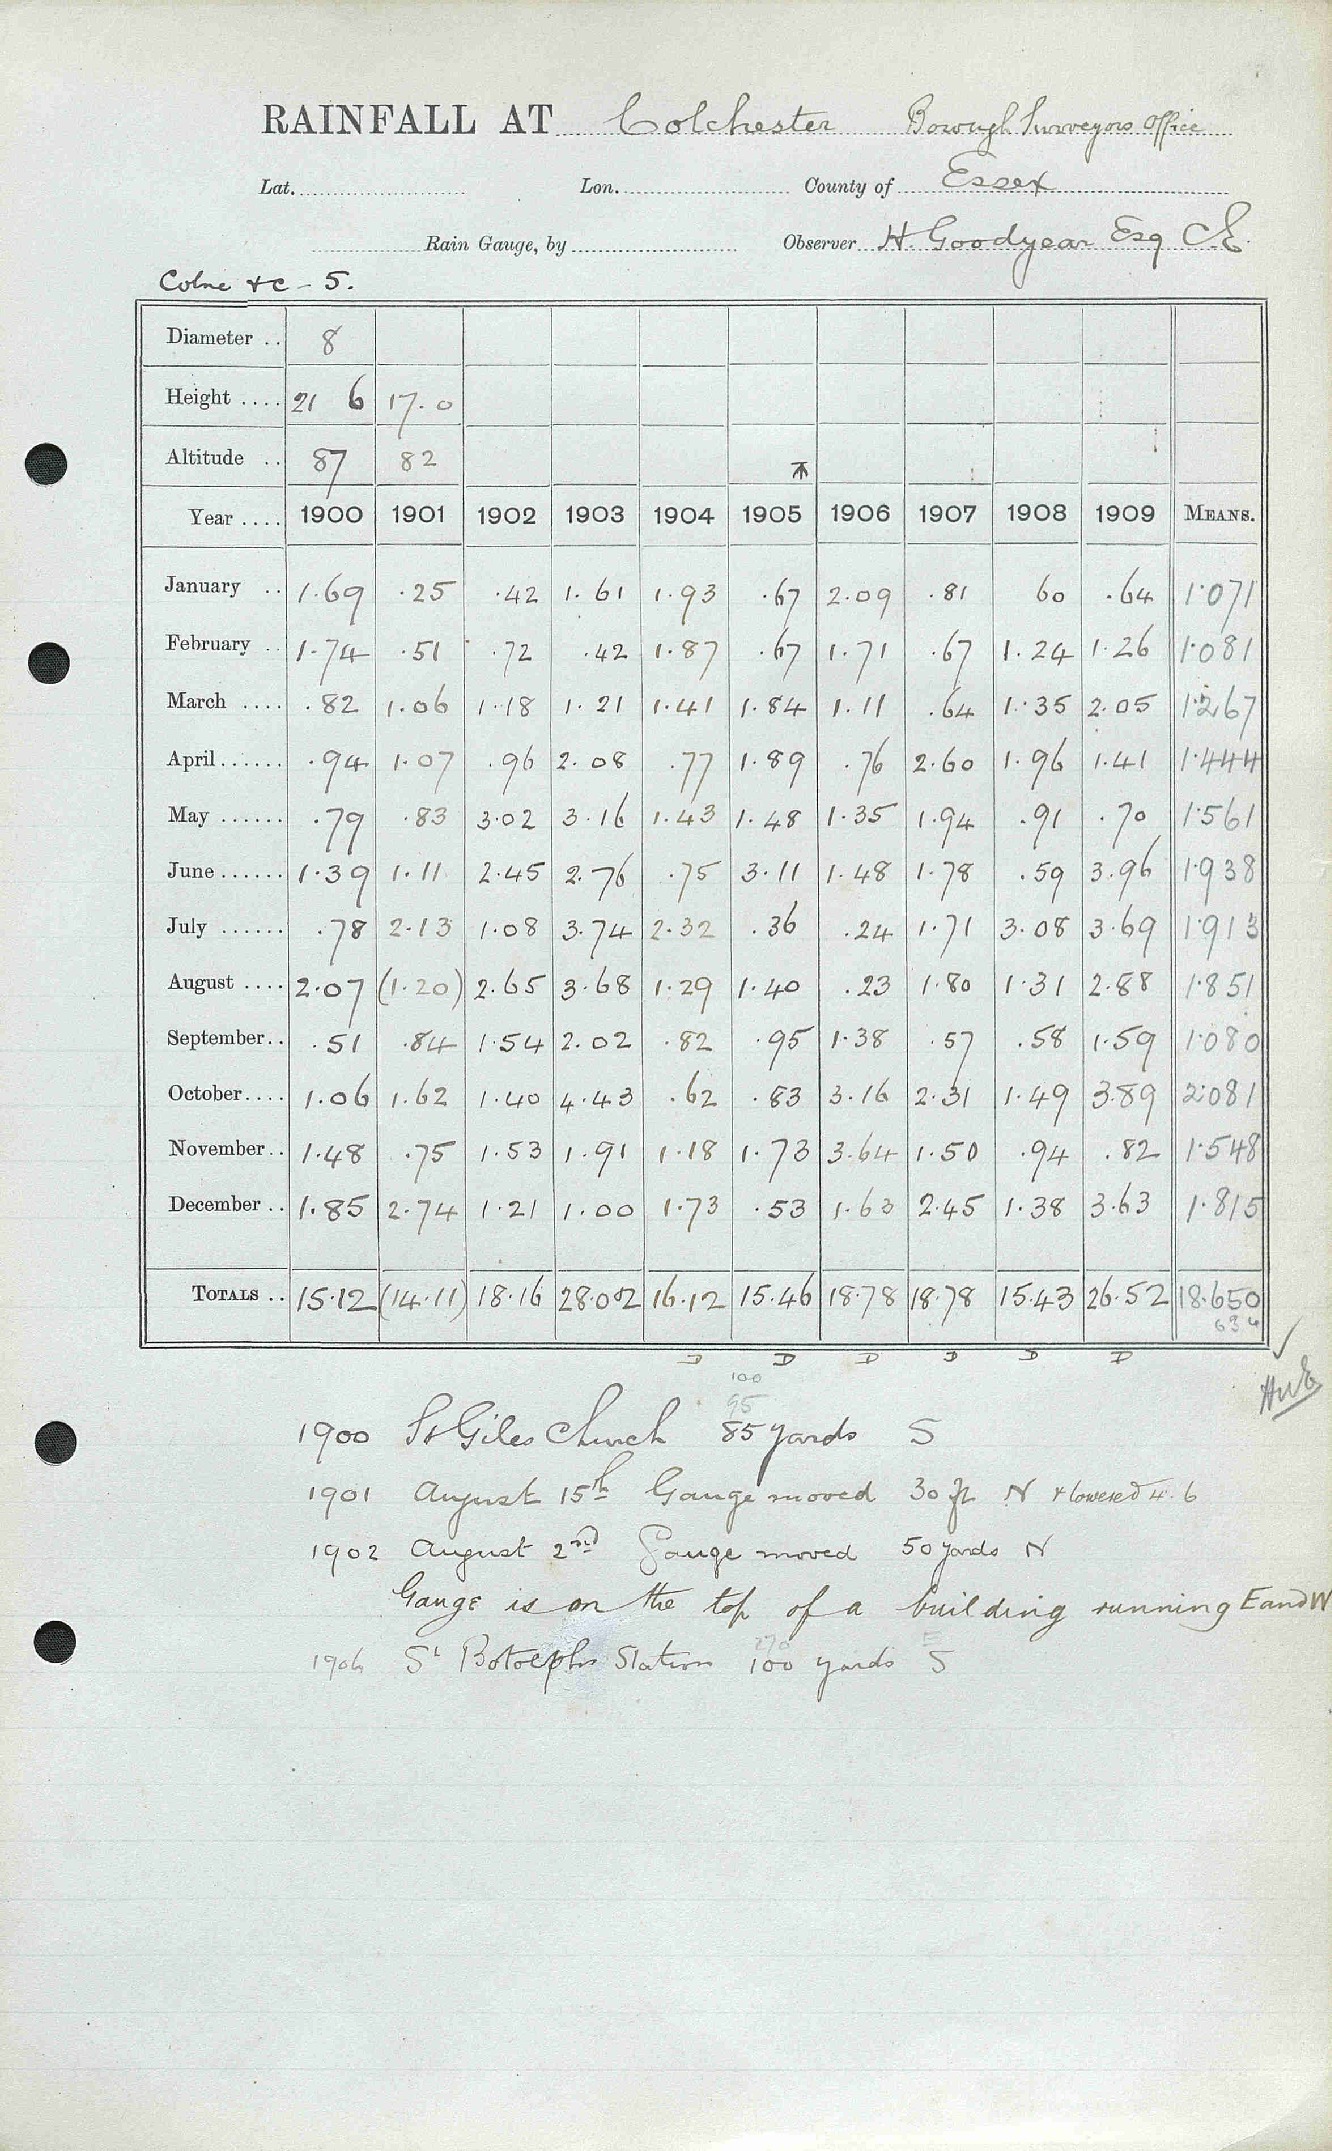 RAINFALL AT Colchester Borough Surveyors Office
Lat. Lon. County of Essex
Rain Gauge, by Observer H. Goodyear Esq C.E.
Colne &c - 5.
Diameter .. 8
Height .... 21 6 17.0
Altitude .. 87 82
Year .... 1900 1901 1902 1903 1904 1905 1906 1907 1908 1909 MEANS.
January .. 1.69 .25 .42 1.61 1.93 .67 2.09 .81 60 .64 1.071
February .. 1.74 .51 .72 .42 1.87 .67 1.71 .67 1.24 1.26 1.081
March .... .82 1.06 1.18 1.21 1.41 1.84 1.11 .64 1.35 2.05 1.267
April ...... .94 1.07 .96 2.08 .77 1.89 .76 2.60 1.96 1.41 1.444
May ...... .79 .83 3.02 3.16 1.43 1.48 1.35 1.94 .91 .70 1.561
June ...... 1.39 1.11 2.45 2.76 .75 3.11 1.48 1.78 .59 3.96 1.938
July ...... .78 2.13 1.08 3.74 2.32 .36 .24 1.71 3.08 3.69 1.913
August .... 2.07 (1.20) 2.65 3.68 1.29 1.40 .23 1.80 1.31 2.88 1.851
September .. .51 .84 1.54 2.02 .82 .95 1.38 .57 .58 1.59 1.080
October .... 1.06 1.62 1.40 4.43 .62 .83 3.16 2.31 1.49 3.89 2.081
November .. 1.48 .75 1.53 1.91 1.18 1.73 3.64 1.50 .94 .82 1.548
December .. 1.85 2.74 1.21 1.00 1.73 .53 1.63 2.45 1.38 3.63 1.815
TOTALS .. 15.12 (14.11) 18.16 28.02 16.12 15.46 18.78 18.78 15.43 26.52 18.650
D D D D D D
100
95
1900 St Giles Church 85 yards S
1901 August 15th Gauge moved 30 ft N & lowered 4.6
1902 August 2nd Gauge moved 50 yards N
Gauge is on the top of a building running E and W
270 E
1906 St Botolphs Station 100 yards S